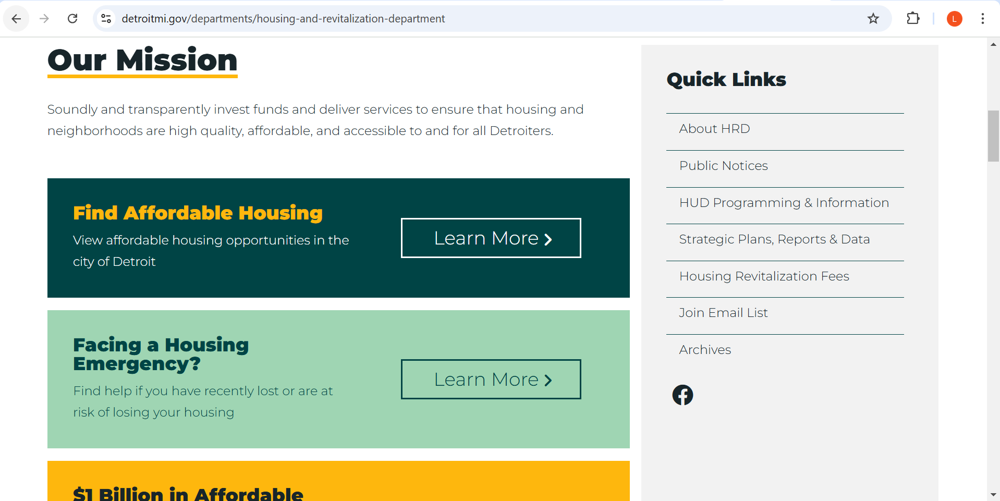 detroitmi.gov/departments/housing-and-revitalization-department
L
Our Mission
Soundly and transparently invest funds and deliver services to ensure that housing and
neighborhoods are high quality, affordable, and accessible to and for all Detroiters.
Find Affordable Housing
View affordable housing opportunities in the
city of Detroit
Learn More
Facing a Housing
Emergency?
Find help if you have recently lost or are at
risk of losing your housing
Learn More
$1 Billion in Affordable
Quick Links
About HRD
Public Notices
HUD Programming & Information
Strategic Plans, Reports & Data
Housing Revitalization Fees
Join Email List
Archives